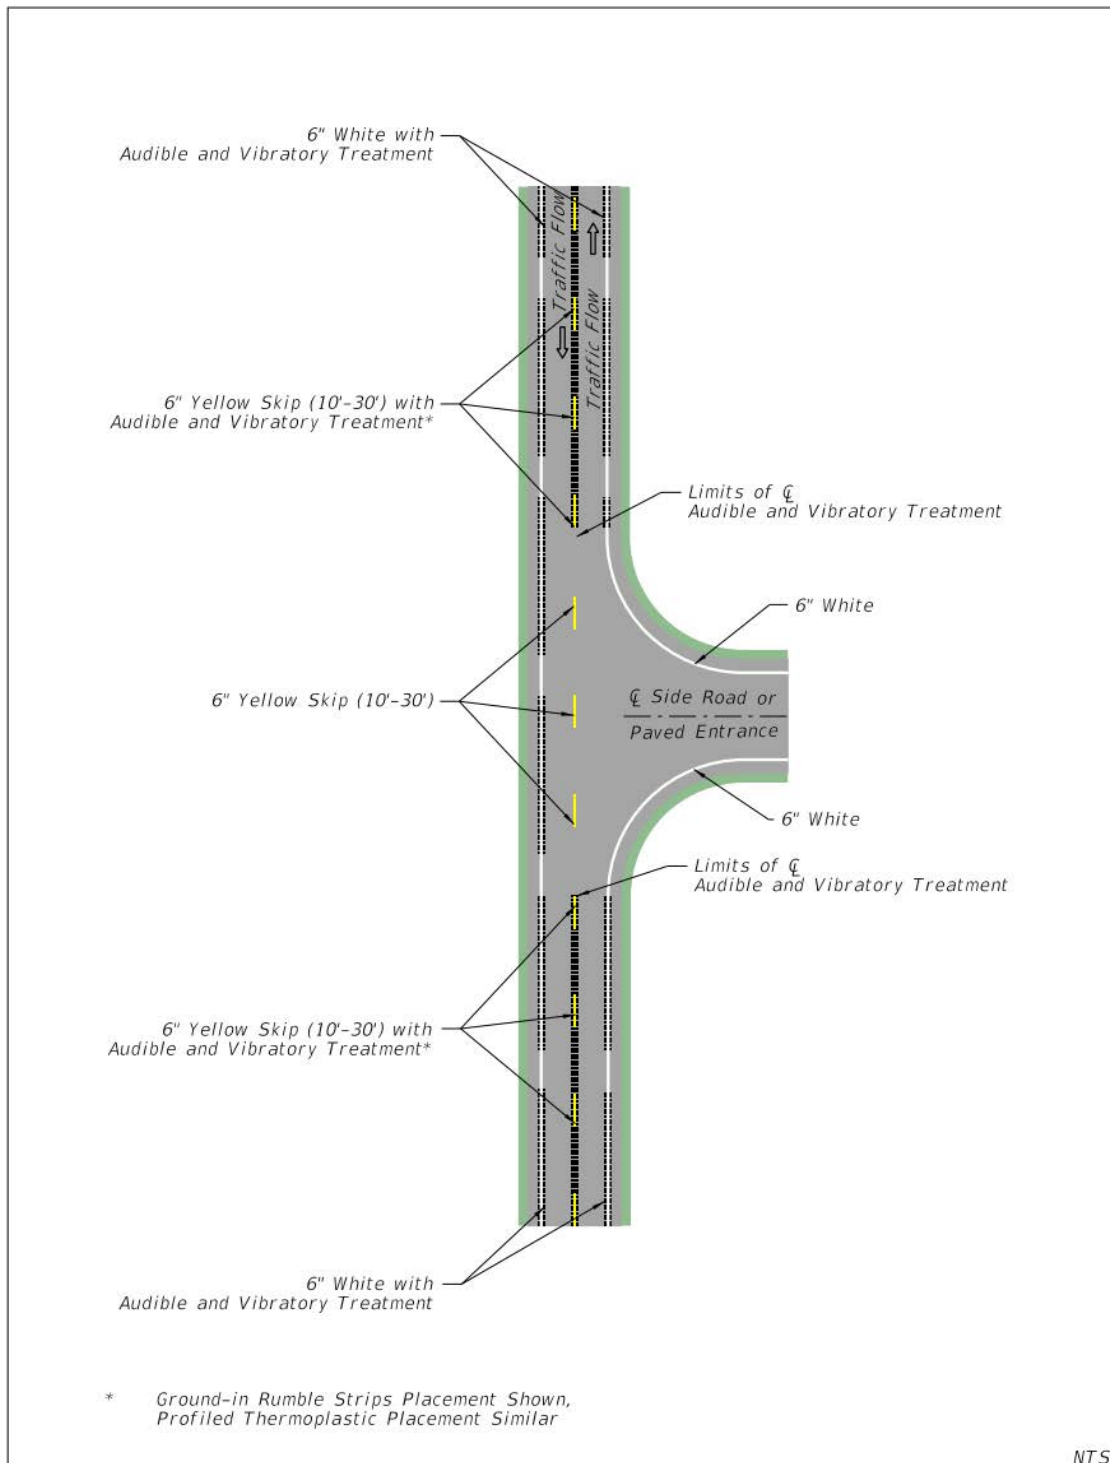 6" White with
Audible and Vibratory Treatment
Traffic Flow
Traffic Flow
6" Yellow Skip (10'-30') with
Audible and Vibratory Treatment*
Limits of ℄
Audible and Vibratory Treatment
6" White
6" Yellow Skip (10'-30')
℄ Side Road or
Paved Entrance
6" White
Limits of ℄
Audible and Vibratory Treatment
6" Yellow Skip (10'-30') with
Audible and Vibratory Treatment*
6" White with
Audible and Vibratory Treatment
* Ground-in Rumble Strips Placement Shown,
Profiled Thermoplastic Placement Similar
NTS